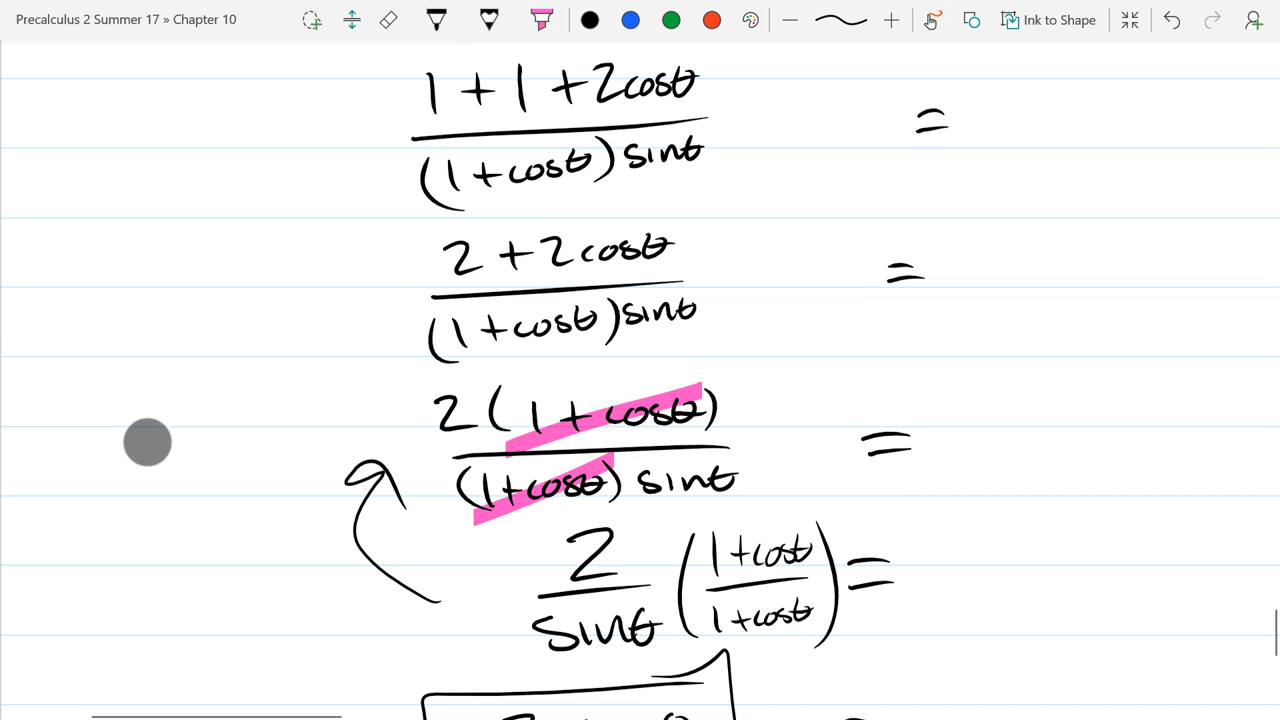 Precalculus 2 Summer 17 » Chapter 10
Ink to Shape
1 + 1 + 2cosθ
(1+cosθ) sinθ
=
2 + 2cosθ
(1+cosθ) sinθ
=
2 (1 + cosθ)
(1+cosθ) sinθ
=
2
sinθ
(1+cosθ
1+cosθ)
=